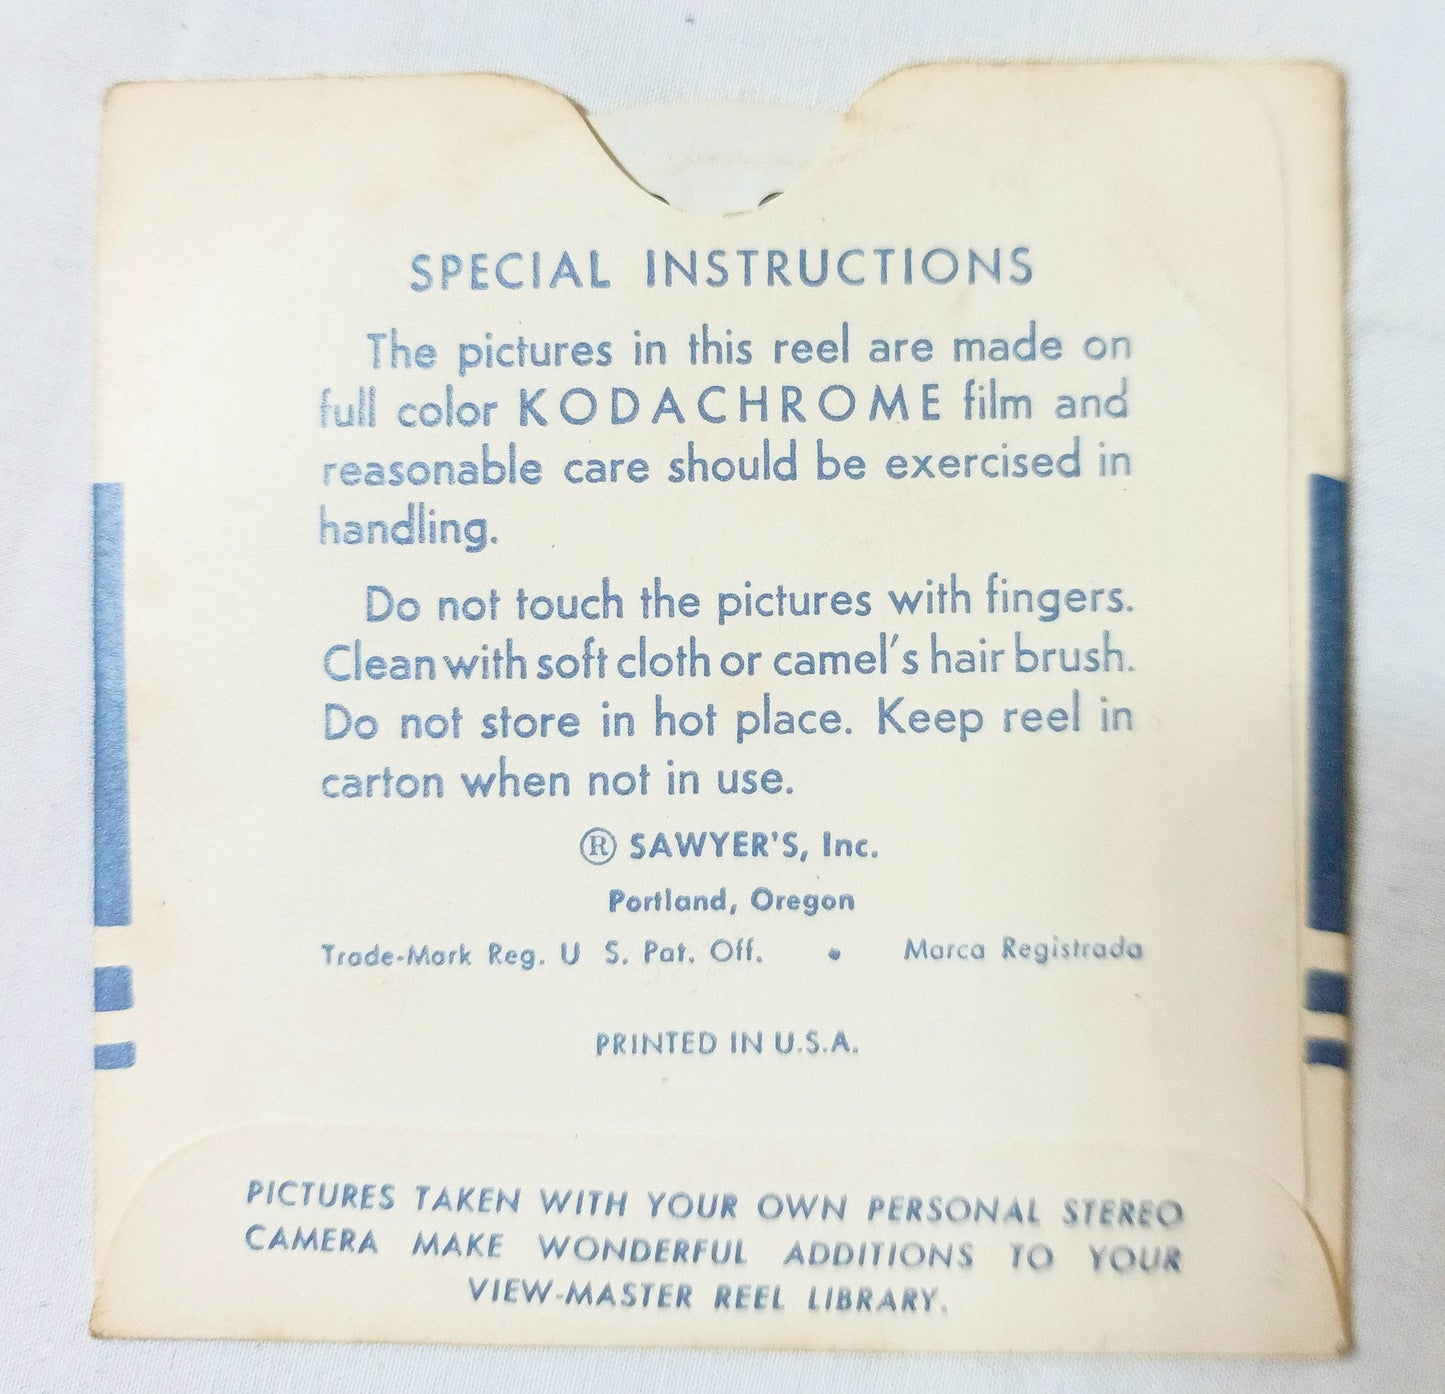 SPECIAL INSTRUCTIONS
The pictures in this reel are made on
full color KODACHROME film and
reasonable care should be exercised in
handling.
Do not touch the pictures with fingers.
Clean with soft cloth or camel's hair brush.
Do not store in hot place. Keep reel in
carton when not in use.
® SAWYER'S, Inc.
Portland, Oregon
Trade-Mark Reg. U S. Pat. Off. • Marca Registrada
PRINTED IN U.S.A.
PICTURES TAKEN WITH YOUR OWN PERSONAL STEREO
CAMERA MAKE WONDERFUL ADDITIONS TO YOUR
VIEW-MASTER REEL LIBRARY.